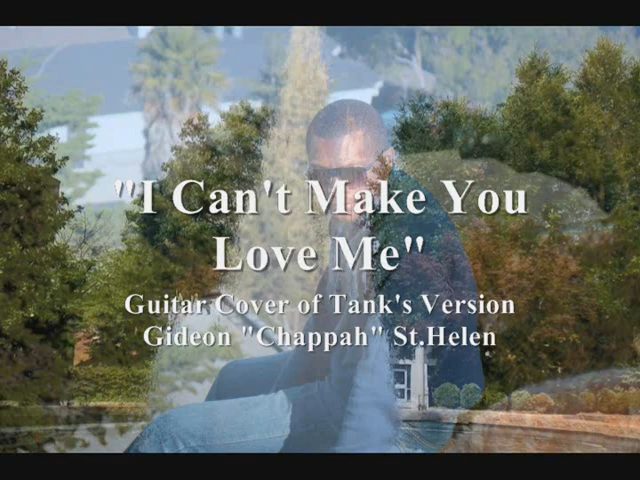 "I Can't Make You
Love Me"
Guitar Cover of Tank's Version
Gideon "Chappah" St.Helen